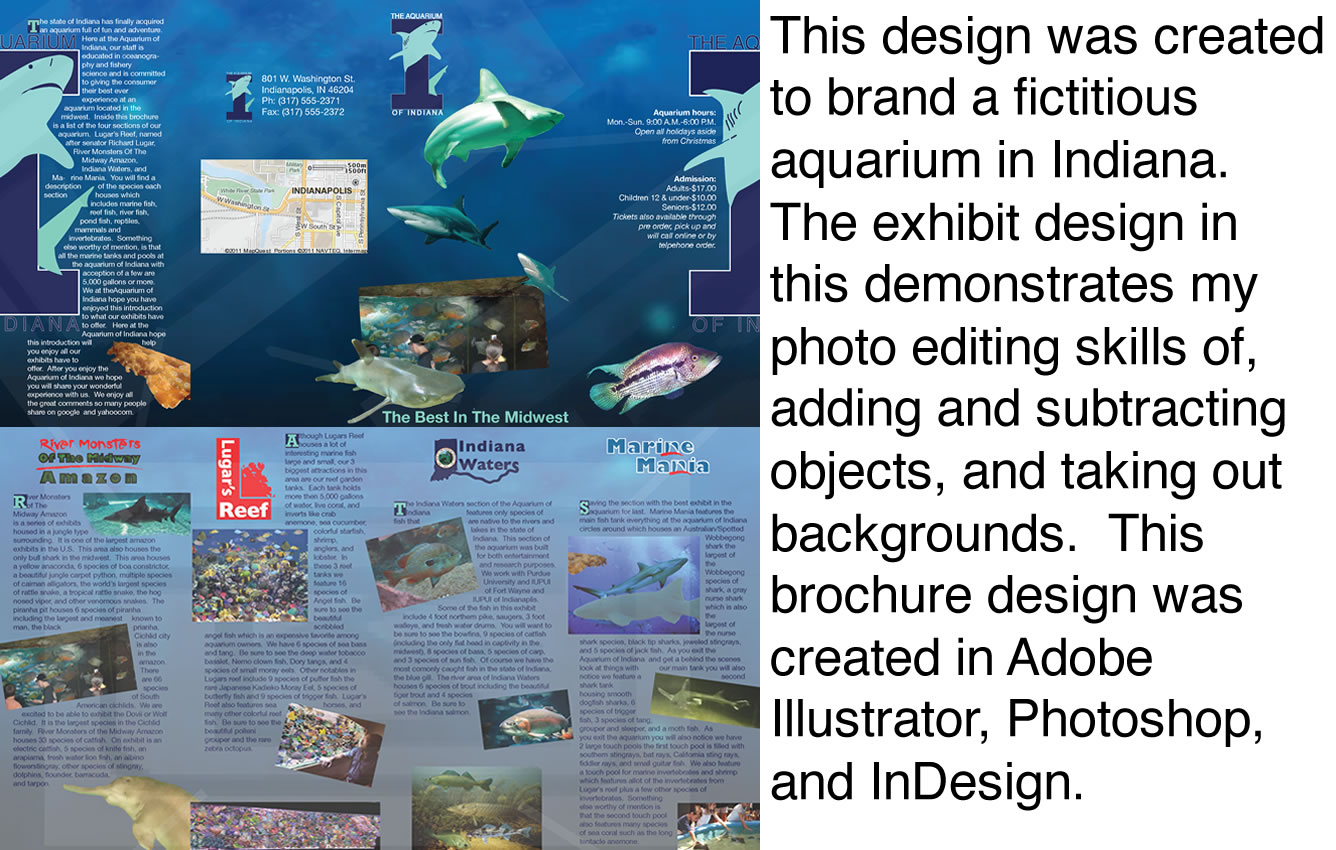 The state of Indiana has finally acquired
an aquarium full of fun and adventure.
Here at the Aquarium of
Indiana, our staff is
educated in oceanogra-
phy and fishery
science and is committed
to giving the consumer
their best ever
experience at an
aquarium located in the
midwest. Inside this brochure
is a list of the four sections of our
aquarium. Lugar's Reef, named
after senator Richard Lugar,
River Monsters Of The
Midway Amazon,
Indiana Waters, and
Ma- rine Mania. You will find a
description of the species each
section houses which
includes marine fish,
reef fish, river fish,
pond fish, reptiles,
mammals and
invertebrates. Something
else worthy of mention, is that
all the marine tanks and pools at
the aquarium of Indiana with
acception of a few are
5,000 gallons or more.
We at theAquarium of
Indiana hope you have
enjoyed this introduction
to what our exhibits have
to offer. Here at the
Aquarium of Indiana hope
this introduction will help
you enjoy all our
exhibits have to
offer. After you enjoy the
Aquarium of Indiana we hope
you will share your wonderful
experience with us. We enjoy all
the great comments so many people
share on google and yahoocom.
UARIUM
DIANA
801 W. Washington St.
Indianapolis, IN 46204
Ph: (317) 555-2371
Fax: (317) 555-2372
THE AQUARIUM
OF INDIANA
Military
Park
500m
1500ft
White River State Park
INDIANAPOLIS
W Washington St
W South St
©2011 MapQuest Portions ©2011 NAVTEQ, Intermap
THE AQ
OF IN
Aquarium hours:
Mon.-Sun. 9:00 A.M.-6:00 P.M.
Open all holidays aside
from Christmas
Admission:
Adults-$17.00
Children 12 & under-$10.00
Seniors-$12.00
Tickets also available through
pre order, pick up and
will call online or by
telpehone order.
The Best In The Midwest
River Monsters
Of The Midway
Amazon
River Monsters
of The
Midway Amazon
is a series of exhibits
housed in a jungle type
surrounding. It is one of the largest amazon
exhibits in the U.S. This area also houses the
only bull shark in the midwest. This area houses
a yellow anaconda, 6 species of boa constrictor,
a beautiful jungle carpet python, multiple species
of caiman alligators, the world's largest species
of rattle snake, a tropical rattle snake, the hog
nosed viper, and other venomous snakes. The
piranha pit houses 5 species of piranha
including the largest and meanest known to
man, the black piranha.
Cichlid city
is also
in the
amazon.
There
are 66
species
of South
American cichlids. We are
excited to be able to exhibit the Dovii or Wolf
Cichlid. It is the largest species in the Cichlid
family. River Monsters of the Midway Amazon
houses 33 species of catfish. On exhibit is an
electric catfish, 5 species of knife fish, an
arapiama, fresh water lion fish, an albino
flowerstingray, other species of stingray,
dolphins, flounder, barracuda,
and tarpon.
Lugar's
Reef
Although Lugars Reef
houses a lot of
interesting marine fish
large and small, our 3
biggest attractions in this
area are our reef garden
tanks. Each tank holds
more then 5,000 gallons
of water, live coral, and
inverts like crab
anemone, sea cucumber,
colorful starfish,
shrimp,
anglers, and
lobster. In
these 3 reef
tanks we
feature 16
species of
Angel fish. Be
sure to see the
beautiful
scribbled
angel fish which is an expensive favorite among
aquarium owners. We have 6 species of sea bass
and tang. Be sure to see the deep water tobacco
basslet, Nemo clown fish, Dory tangs, and 4
species of small moray eels. Other notables in
Lugars reef include 9 species of puffer fish the
rare Japanese Kadieko Moray Eel, 5 species of
butterfly fish and 9 species of trigger fish. Lugar's
Reef also features sea horses, and
many other colorful reef
fish. Be sure to see the
beautiful polleni
grouper and the rare
zebra octopus.
Indiana
Waters
The Indiana Waters section of the Aquarium of
Indiana features only species of
fish that are native to the rivers and
lakes in the state of
Indiana. This section of
the aquarium was built
for both entertainment
and research purposes.
We work with Purdue
University and IUPUI
of Fort Wayne and
IUPUI of Indianaplis.
Some of the fish in this exhibit
include 4 foot northern pike, saugers, 3 foot
walleye, and fresh water drums. You will want to
be sure to see the bowfins, 9 species of catfish
(including the only flat head in captivity in the
midwest), 8 species of bass, 5 species of carp,
and 3 species of sun fish. Of course we have the
most comonly caught fish in the state of Indiana,
the blue gill. The river area of Indiana Waters
houses 6 species of trout including the beautiful
tiger trout and 4 species
of salmon. Be sure to
see the Indiana salmon.
Marine
Mania
Saving the section with the best exhibit in the
aquarium for last. Marine Mania features the
main fish tank everything at the aquarium of Indiana
circles around which houses an Australian/Spotted
Wobbegong
shark the
largest of
the
Wobbegong
species of
shark, a gray
nurse shark
which is also
the
largest of
the nurse
shark species, black tip sharks, jeweled stingrays,
and 5 species of jack fish. As you exit the
Aquarium of Indiana and get a behind the scenes
look at things with our main tank you will also
notice we feature a second
shark tank
housing smooth
dogfish sharks, 6
species of trigger
fish, 3 species of tang,
grouper and sleeper, and a moth fish. As
you exit the aquarium you will also notice we have
2 large touch pools the first touch pool is filled with
southern stingrays, bat rays, California sting rays,
fiddler rays, and small guitar fish. We also feature
a touch pool for marine invertebrates and shrimp
which features allot of the invertebrates from
Lugar's reef plus a few other species of
invertebrates. Something
else worthy of mention is
that the second touch pool
also features many species
of sea coral such as the long
tentacle anemone.
This design was created
to brand a fictitious
aquarium in Indiana.
The exhibit design in
this demonstrates my
photo editing skills of,
adding and subtracting
objects, and taking out
backgrounds. This
brochure design was
created in Adobe
Illustrator, Photoshop,
and InDesign.